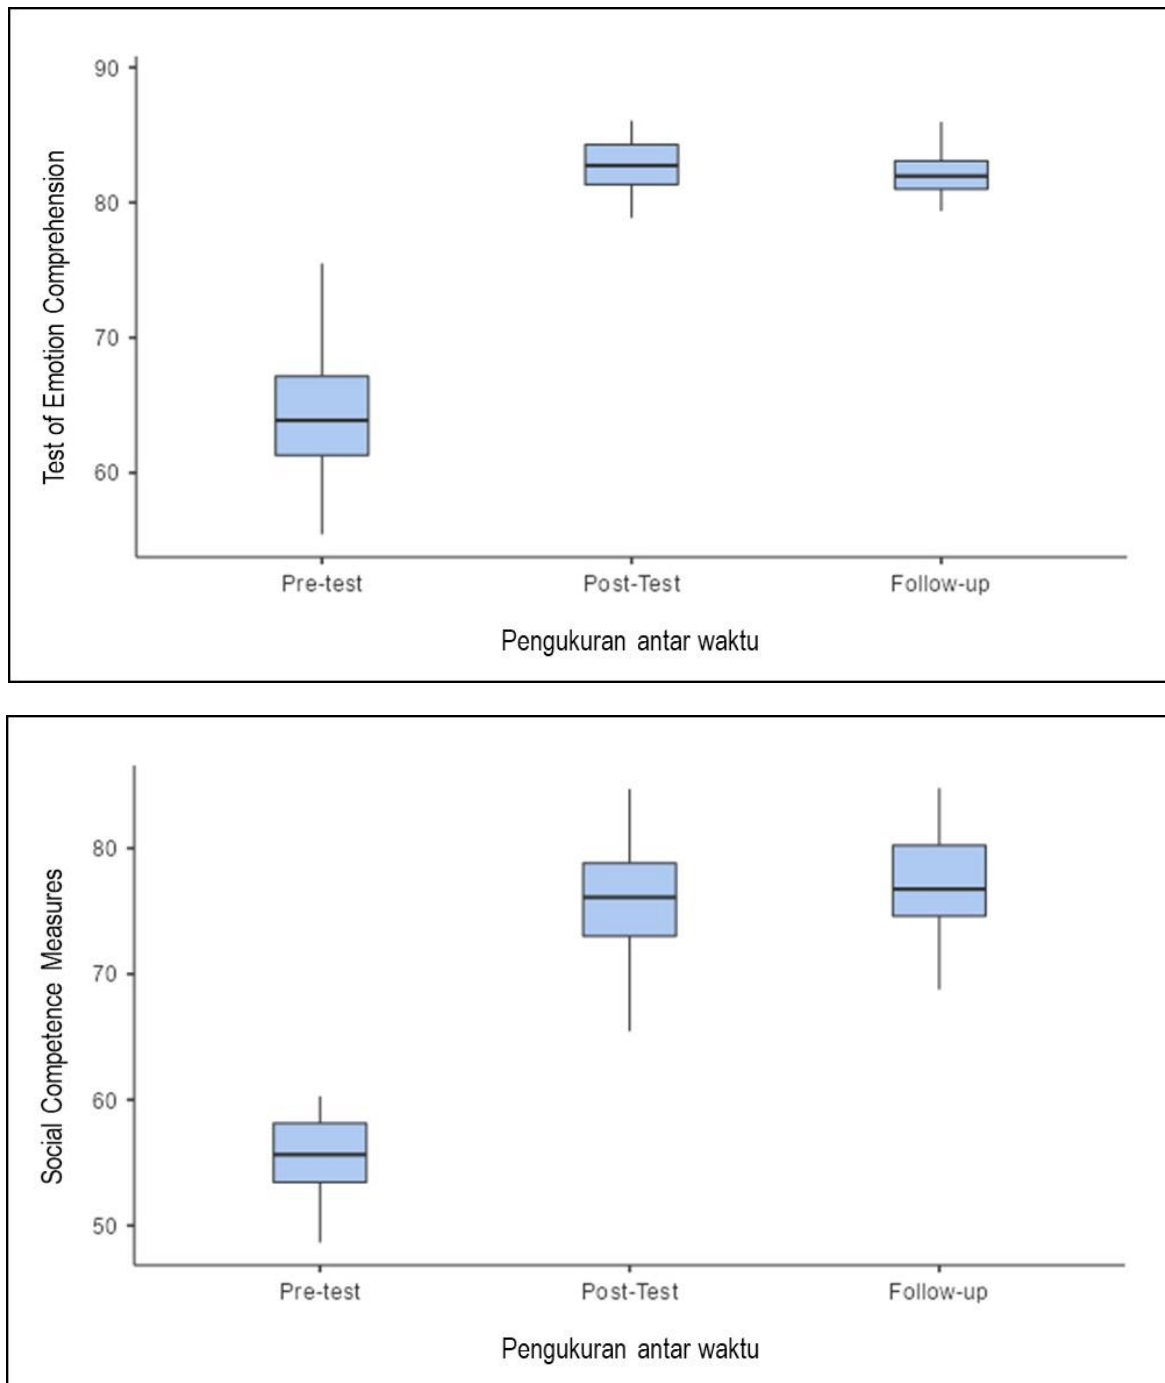 Test of Emotion Comprehension
90
80
70
60
Pre-test
Post-Test
Follow-up
Pengukuran antar waktu
Social Competence Measures
80
70
60
50
Pre-test
Post-Test
Follow-up
Pengukuran antar waktu